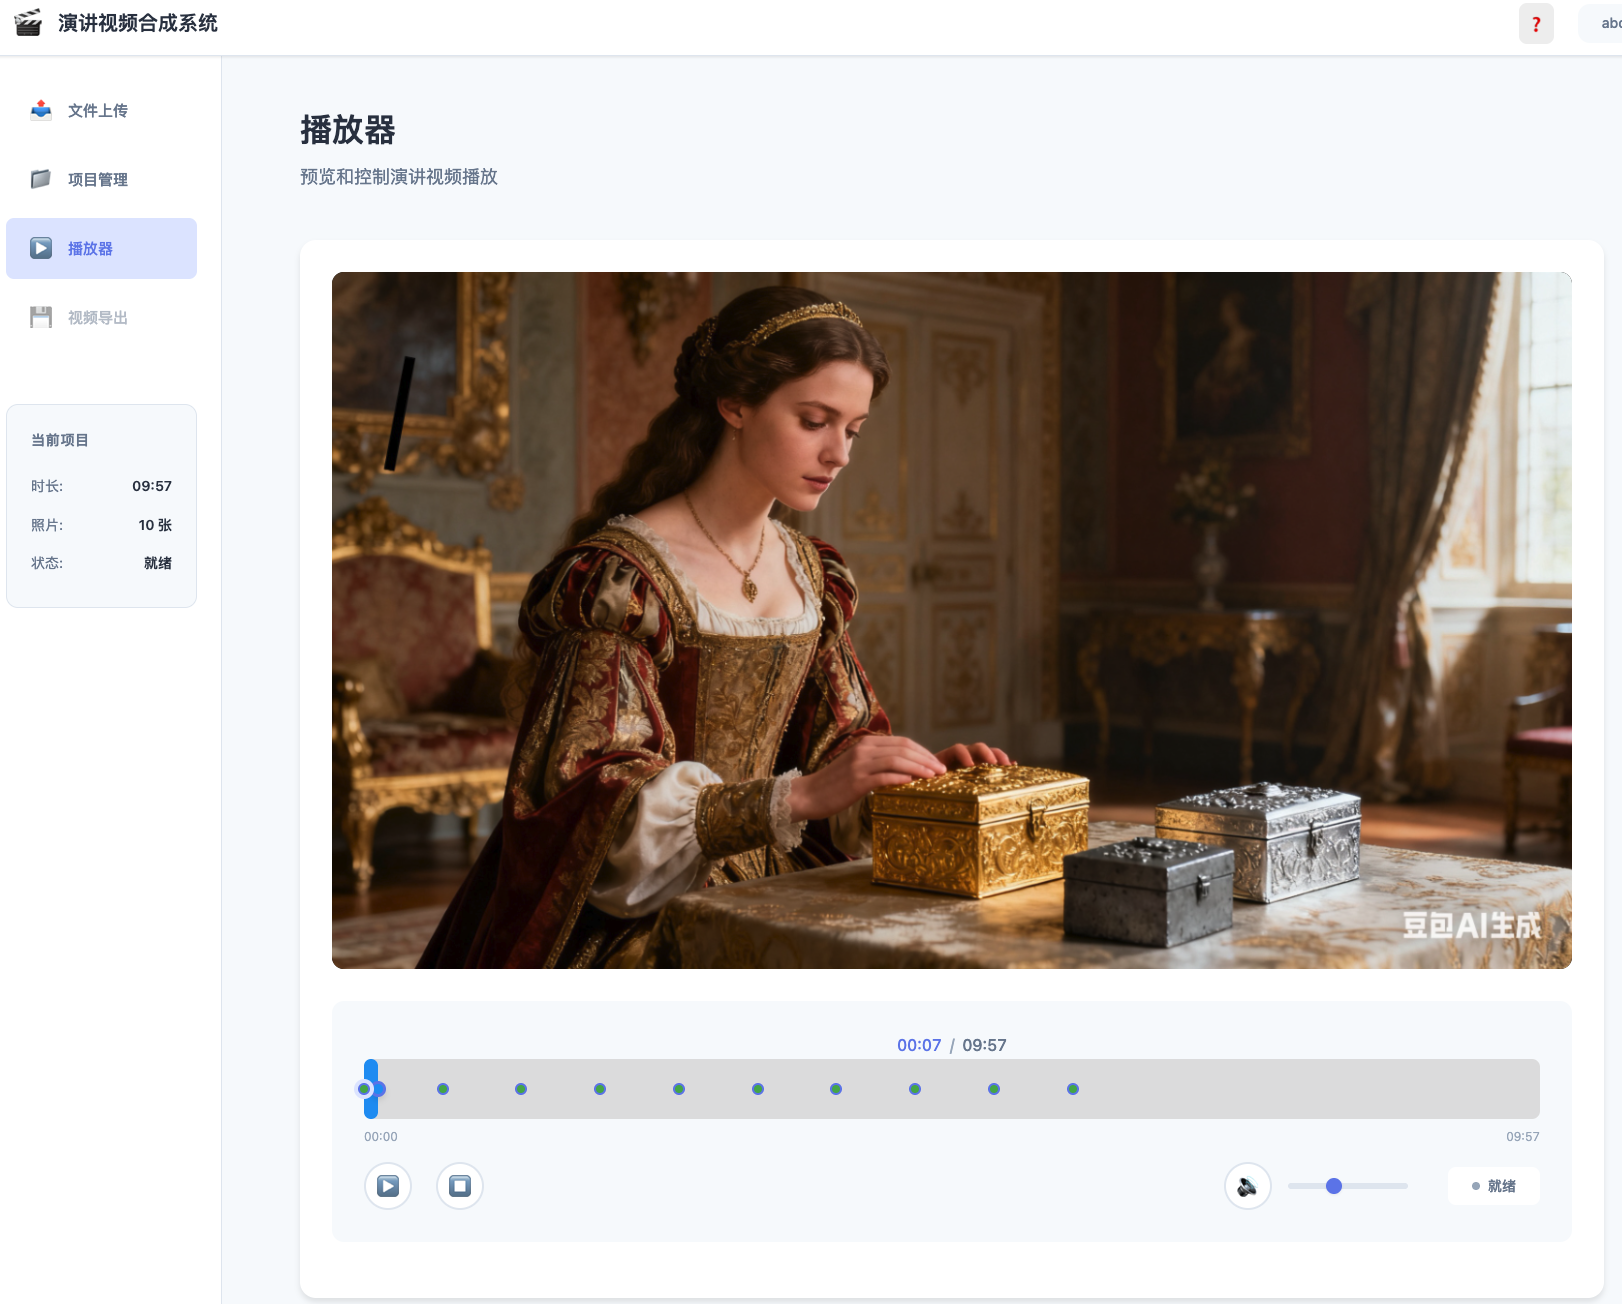 演讲视频合成系统
?
abc
文件上传
项目管理
播放器
视频导出
当前项目
时长: 09:57
照片: 10 张
状态: 就绪
播放器
预览和控制演讲视频播放
豆包AI生成
00:07 / 09:57
00:00 09:57
就绪